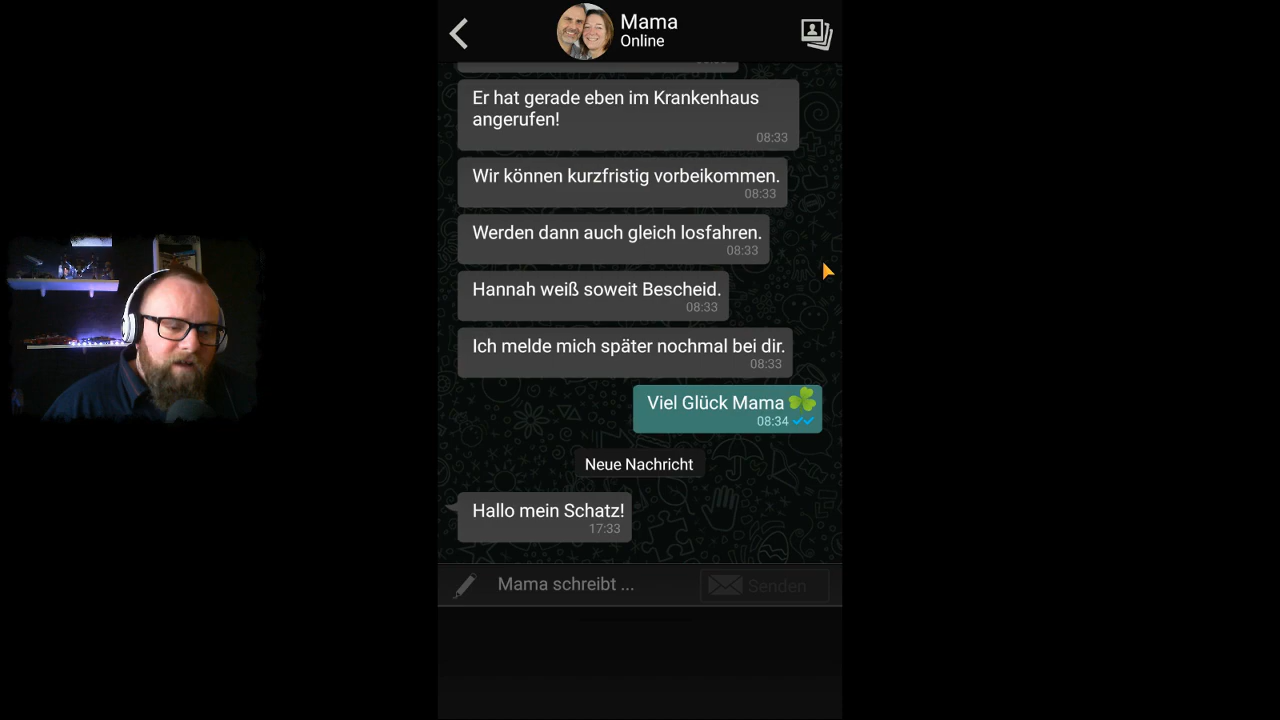 Mama
Online
Er hat gerade eben im Krankenhaus
angerufen!
08:33
Wir können kurzfristig vorbeikommen.
08:33
Werden dann auch gleich losfahren.
08:33
Hannah weiß soweit Bescheid.
08:33
Ich melde mich später nochmal bei dir.
08:33
Viel Glück Mama ☘️
08:34
Neue Nachricht
Hallo mein Schatz!
17:33
Mama schreibt ...
Senden